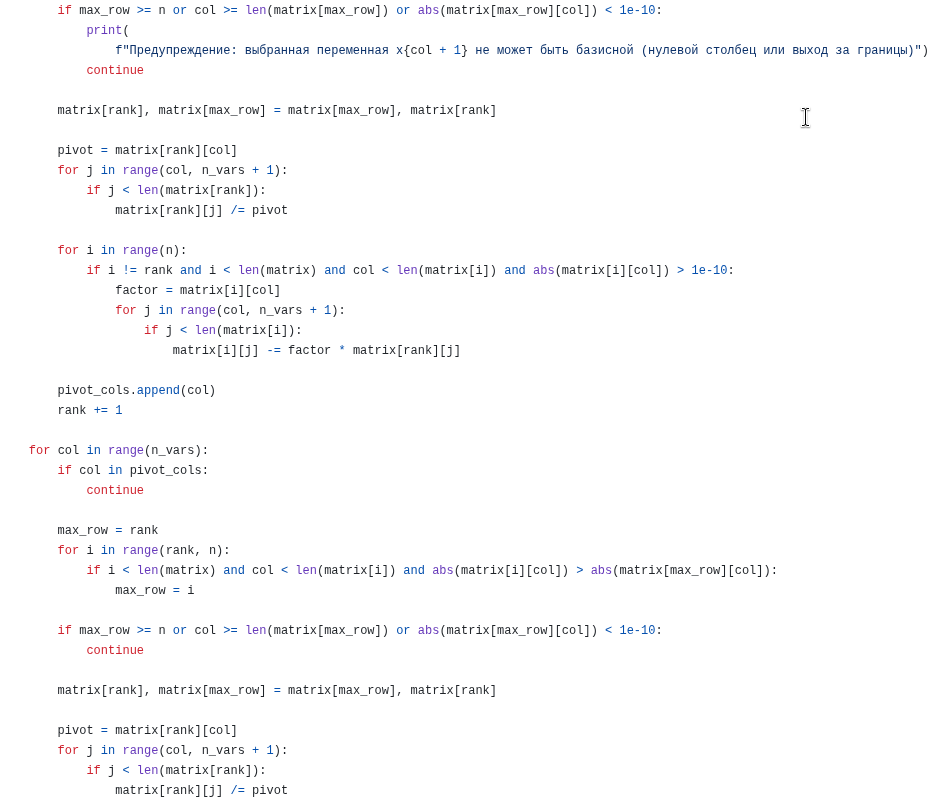 if max_row >= n or col >= len(matrix[max_row]) or abs(matrix[max_row][col]) < 1e-10:
print(
f"Предупреждение: выбранная переменная x{col + 1} не может быть базисной (нулевой столбец или выход за границы)")
continue
matrix[rank], matrix[max_row] = matrix[max_row], matrix[rank]
pivot = matrix[rank][col]
for j in range(col, n_vars + 1):
if j < len(matrix[rank]):
matrix[rank][j] /= pivot
for i in range(n):
if i != rank and i < len(matrix) and col < len(matrix[i]) and abs(matrix[i][col]) > 1e-10:
factor = matrix[i][col]
for j in range(col, n_vars + 1):
if j < len(matrix[i]):
matrix[i][j] -= factor * matrix[rank][j]
pivot_cols.append(col)
rank += 1
for col in range(n_vars):
if col in pivot_cols:
continue
max_row = rank
for i in range(rank, n):
if i < len(matrix) and col < len(matrix[i]) and abs(matrix[i][col]) > abs(matrix[max_row][col]):
max_row = i
if max_row >= n or col >= len(matrix[max_row]) or abs(matrix[max_row][col]) < 1e-10:
continue
matrix[rank], matrix[max_row] = matrix[max_row], matrix[rank]
pivot = matrix[rank][col]
for j in range(col, n_vars + 1):
if j < len(matrix[rank]):
matrix[rank][j] /= pivot